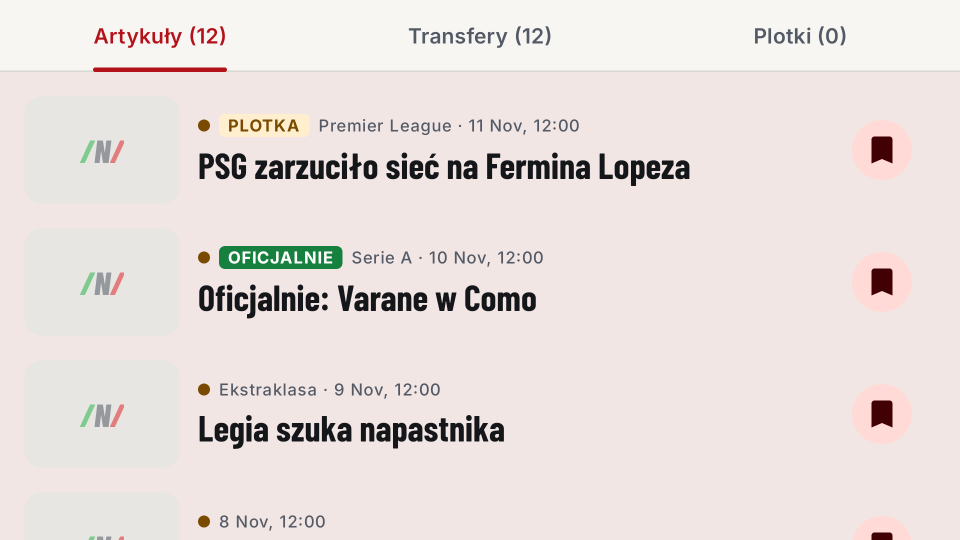 Artykuły (12) Transfery (12) Plotki (0)
/N/
PLOTKA Premier League · 11 Nov, 12:00
PSG zarzuciło sieć na Fermina Lopeza
/N/
OFICJALNIE Serie A · 10 Nov, 12:00
Oficjalnie: Varane w Como
/N/
Ekstraklasa · 9 Nov, 12:00
Legia szuka napastnika
8 Nov, 12:00